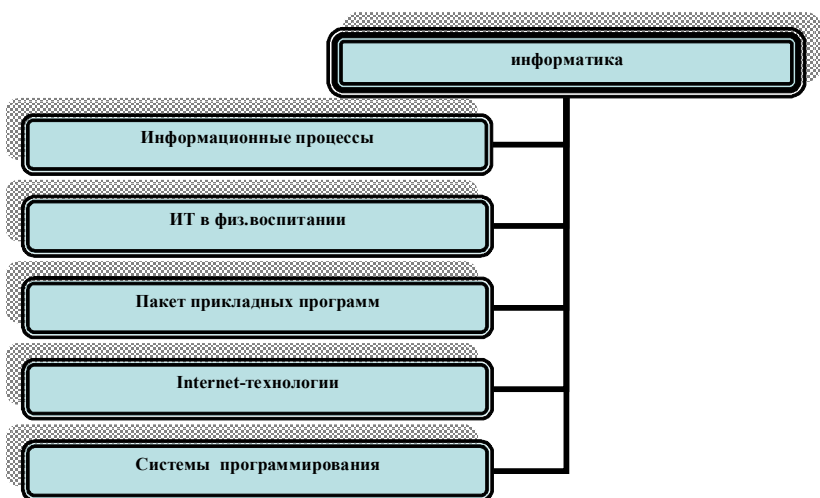 информатика
Информационные процессы
ИТ в физ.воспитании
Пакет прикладных программ
Internet-технологии
Системы программирования